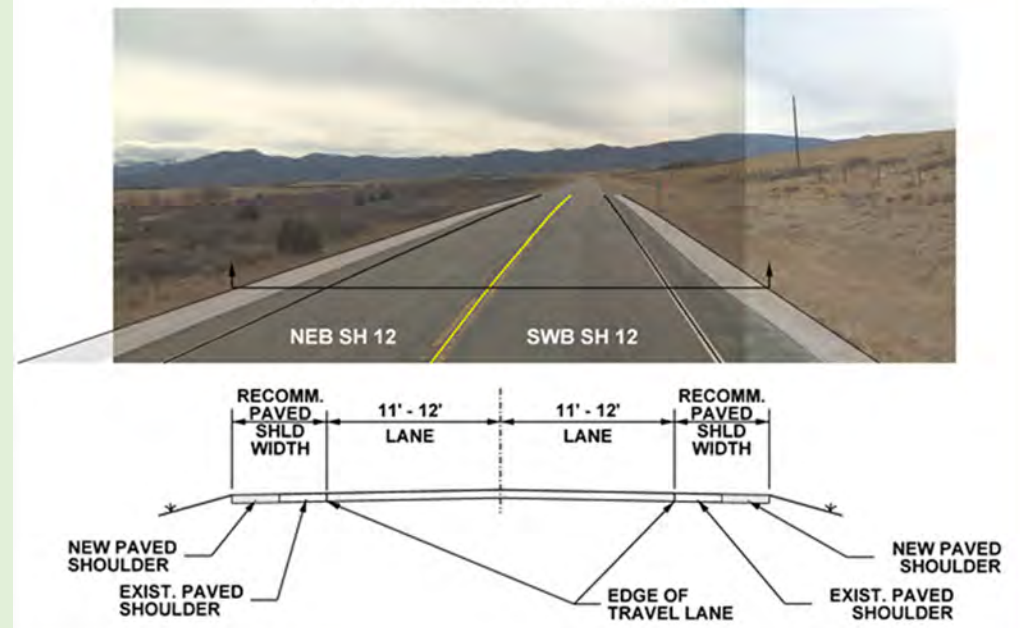 NEB SH 12
SWB SH 12
RECOMM.
PAVED
SHLD
WIDTH
11' - 12'
LANE
11' - 12'
LANE
RECOMM.
PAVED
SHLD
WIDTH
NEW PAVED
SHOULDER
EXIST. PAVED
SHOULDER
EDGE OF
TRAVEL LANE
EXIST. PAVED
SHOULDER
NEW PAVED
SHOULDER